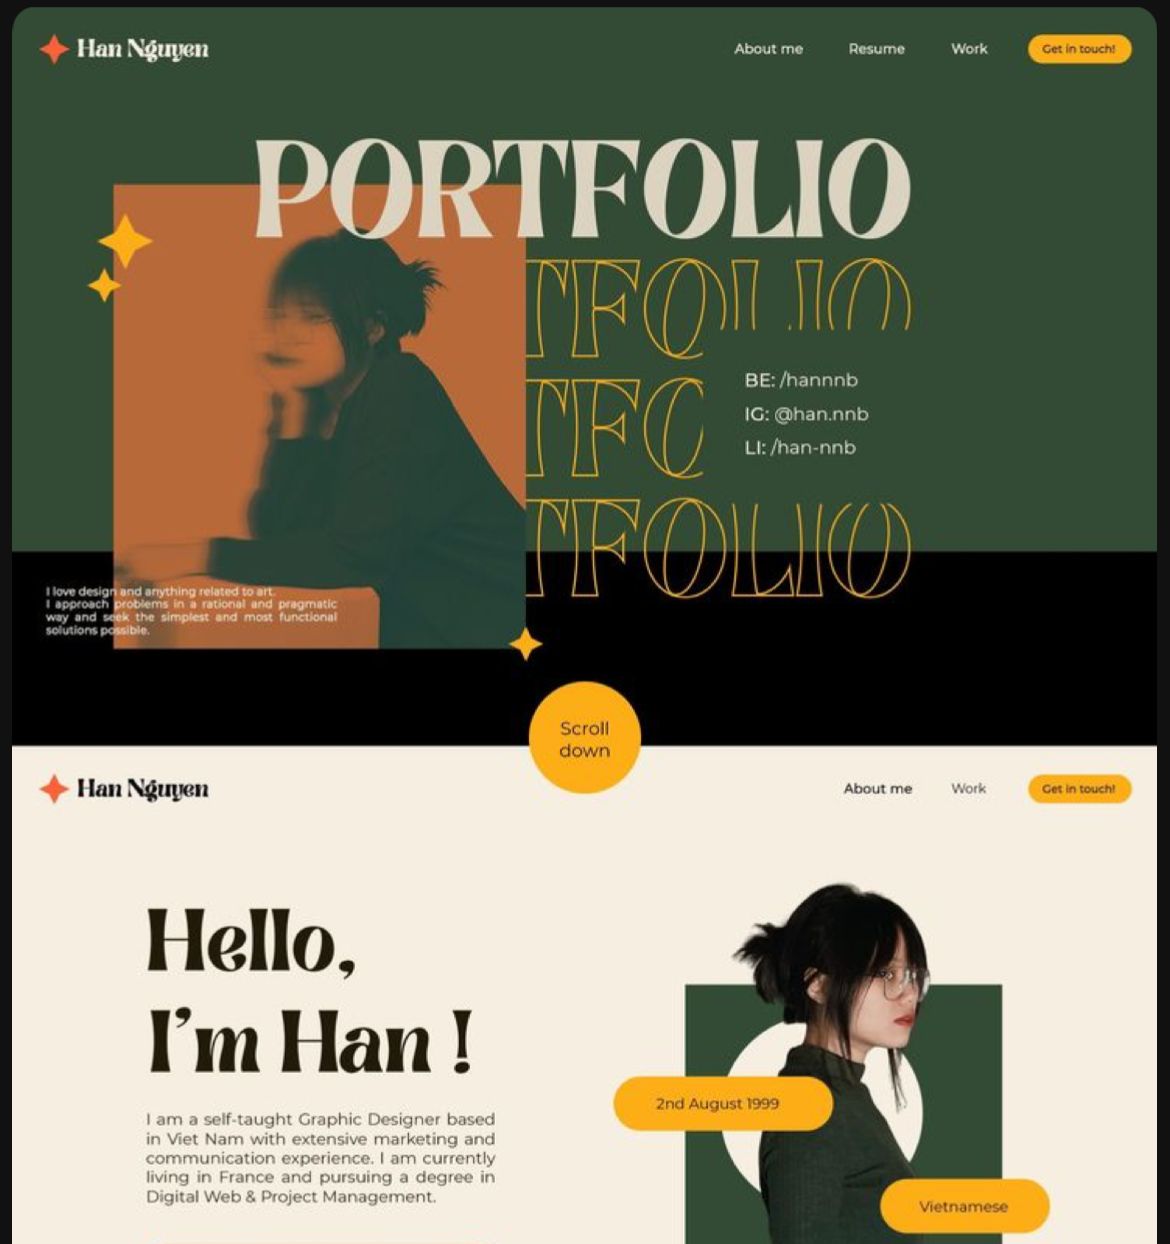 Han Nguyen
About me
Resume
Work
Get in touch!
PORTFOLIO
TFOLIO
BE: /hannnb
TFO
IG: @han.nnb
LI: /han-nnb
TFOLIO
I love design and anything related to art.
I approach problems in a rational and pragmatic
way and seek the simplest and most functional
solutions possible.
Scroll
down
Han Nguyen
About me
Work
Get in touch!
Hello,
I'm Han !
I am a self-taught Graphic Designer based
in Viet Nam with extensive marketing and
communication experience. I am currently
living in France and pursuing a degree in
Digital Web & Project Management.
2nd August 1999
Vietnamese